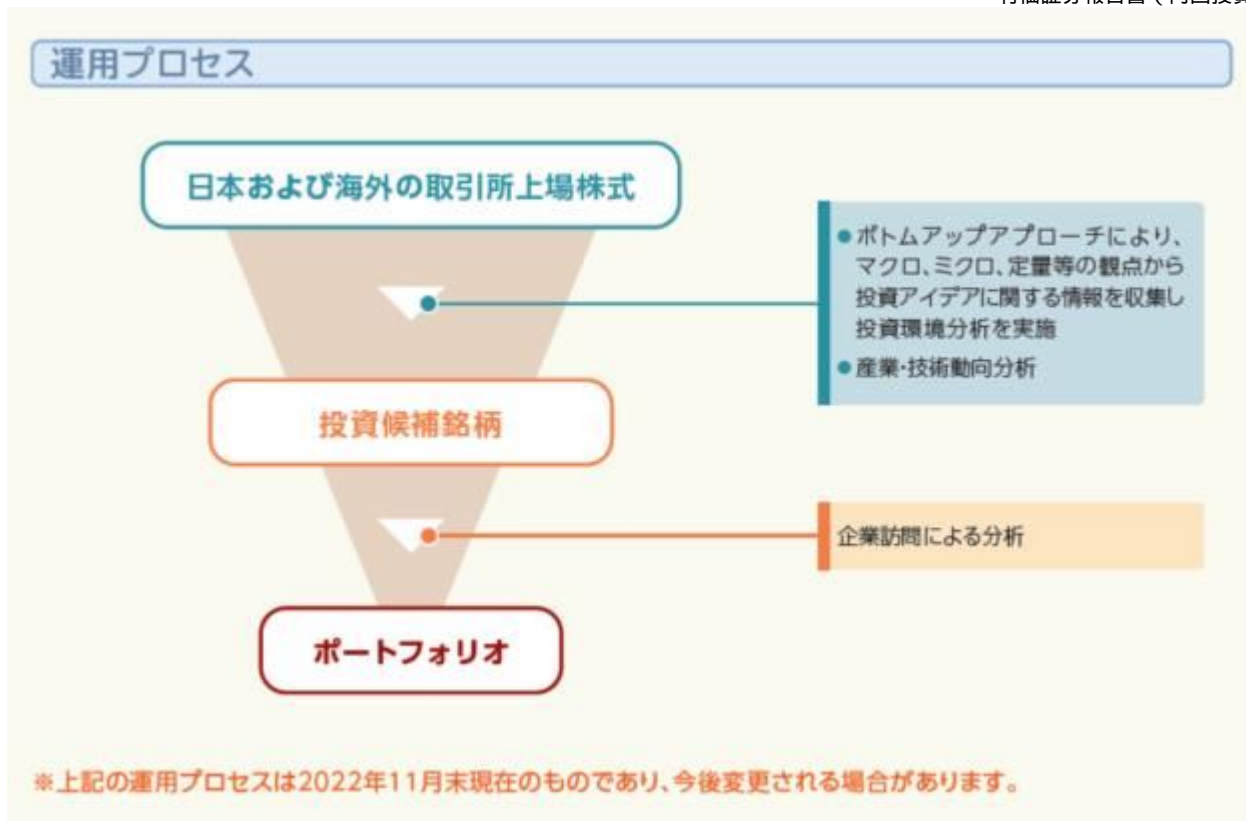 運用プロセス
日本および海外の取引所上場株式
●ボトムアップアプローチにより、
マクロ、ミクロ、定量等の観点から
投資アイデアに関する情報を収集し
投資環境分析を実施
●産業・技術動向分析
投資候補銘柄
企業訪問による分析
ポートフォリオ
※上記の運用プロセスは2022年11月末現在のものであり、今後変更される場合があります。